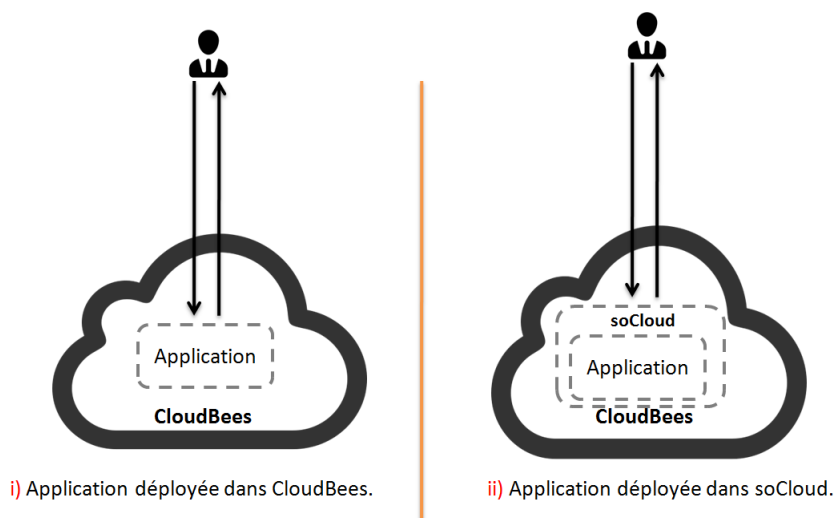 Application
CloudBees
i) Application déployée dans CloudBees.
soCloud
Application
CloudBees
ii) Application déployée dans soCloud.